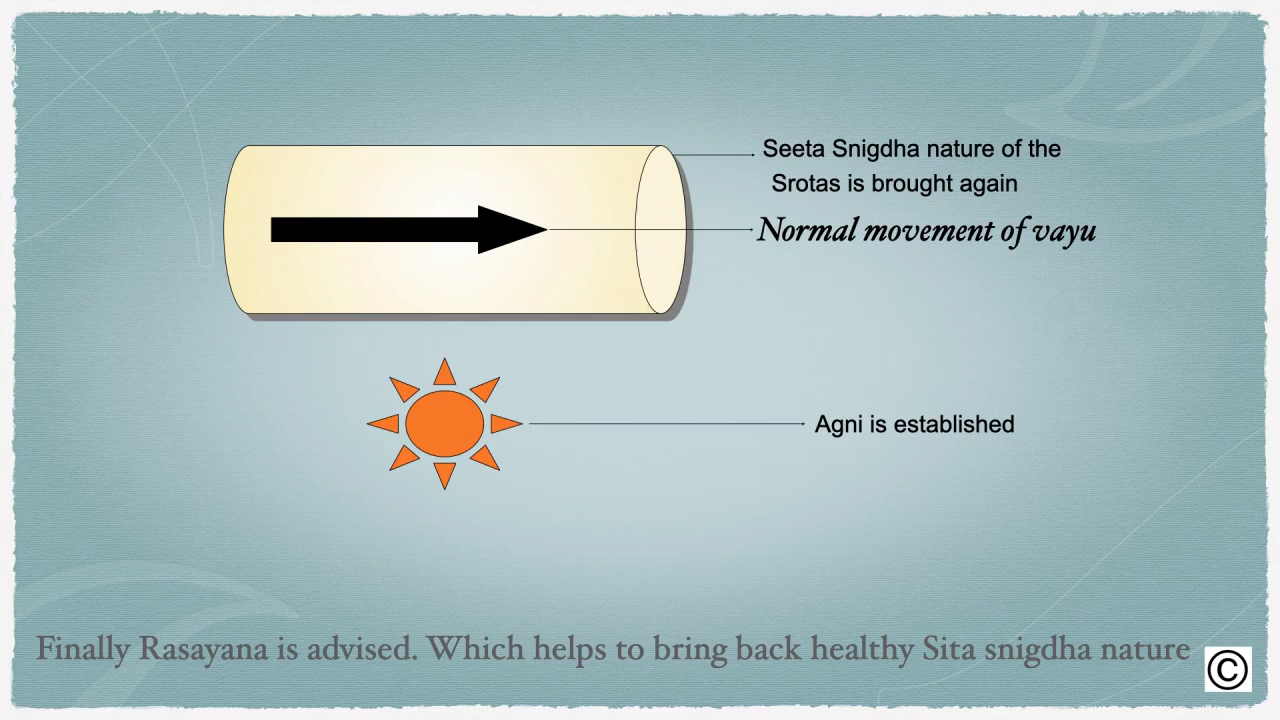 Seeta Snigdha nature of the
Srotas is brought again
Normal movement of vayu
Agni is established
Finally Rasayana is advised. Which helps to bring back healthy Sita snigdha nature
©